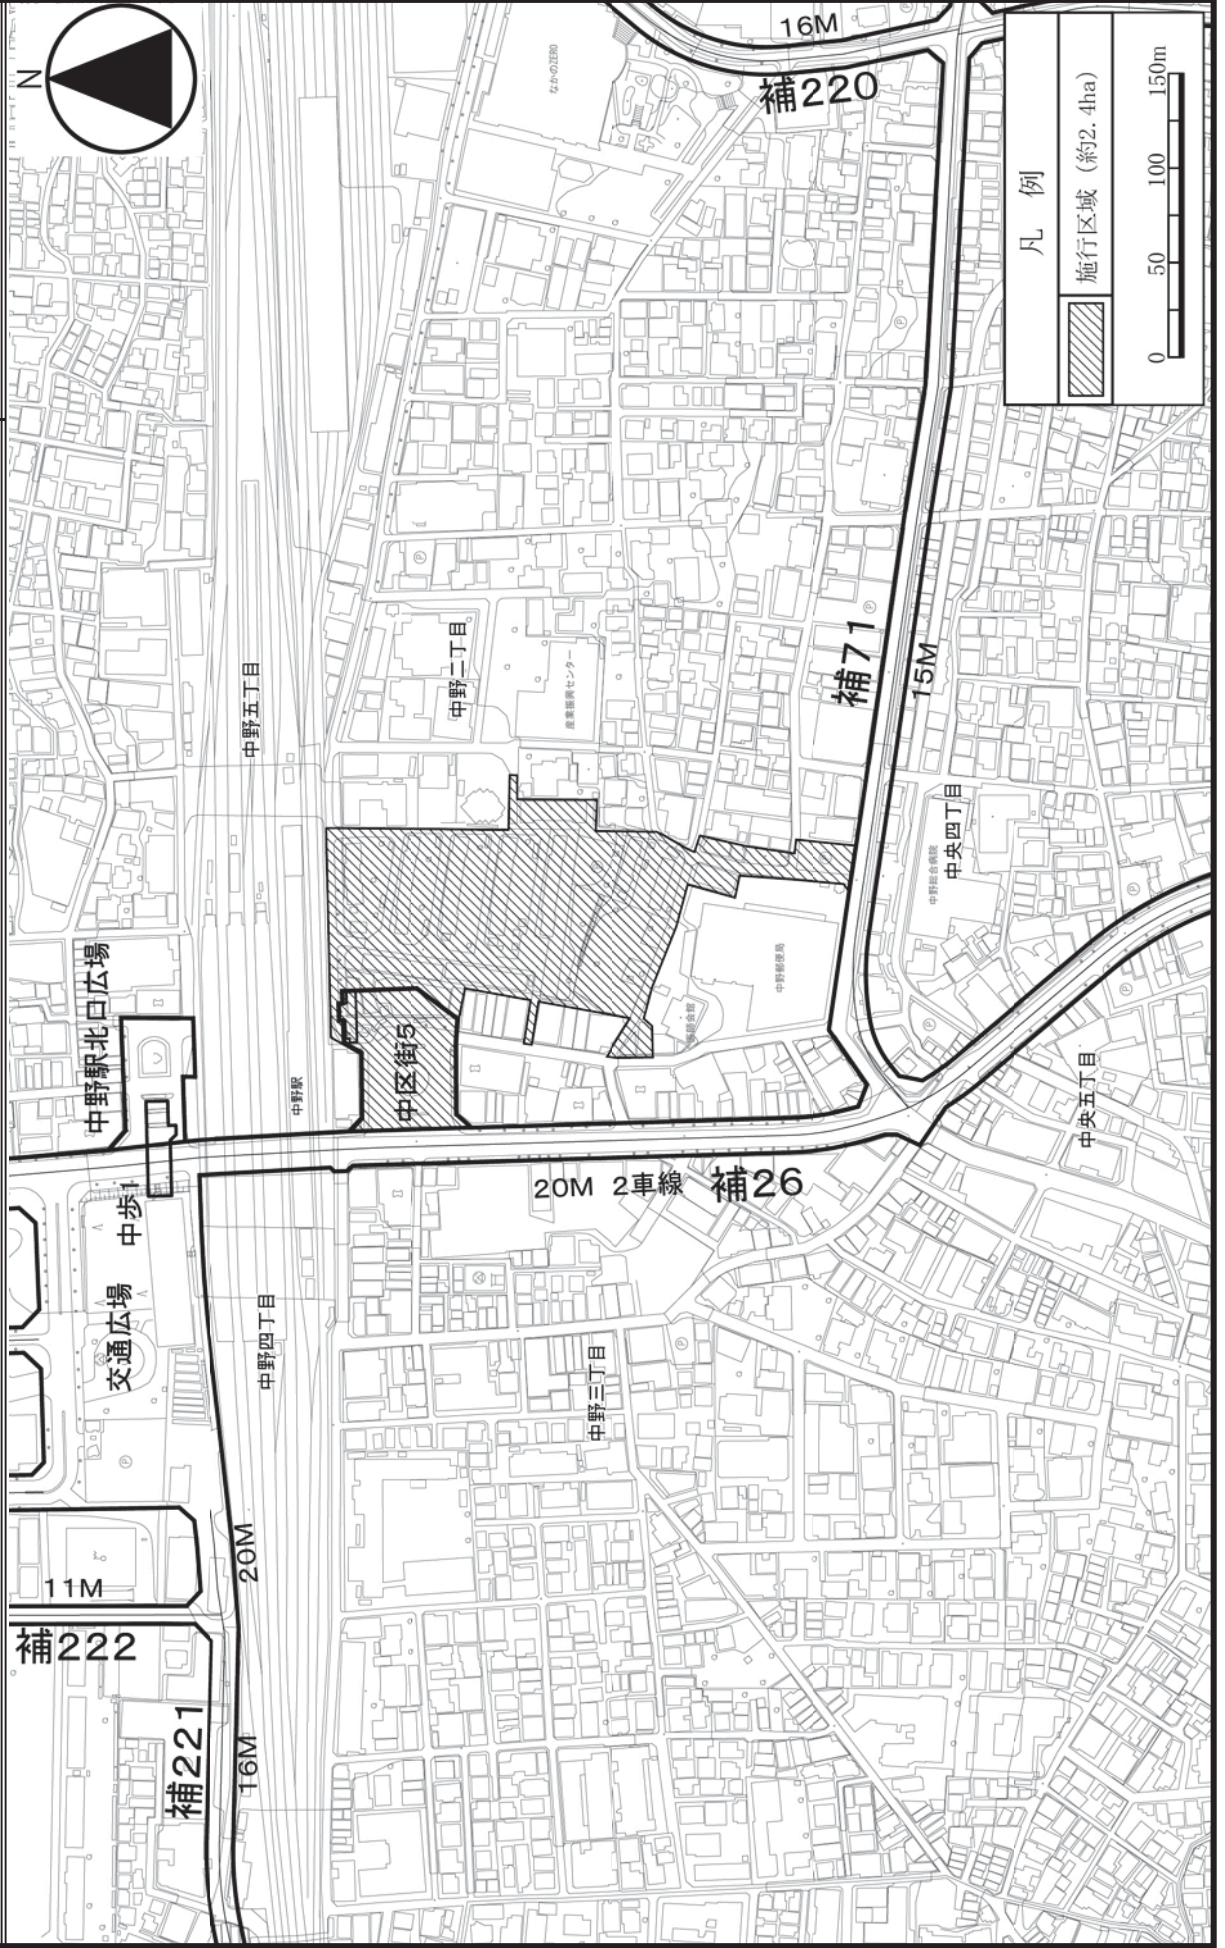 N
16M
補220
なかのZERO
凡 例
施行区域（約2.4ha）
0 50 100 150m
中野五丁目
中野二丁目
産業振興センター
補71
15M
中央四丁目
中野総合病院
中野郵便局
中野駅北口広場
中野駅
中区街5
中歩1
20M 2車線 補26
中央五丁目
交通広場
中野四丁目
中野三丁目
11M
補222
20M
補221
16M